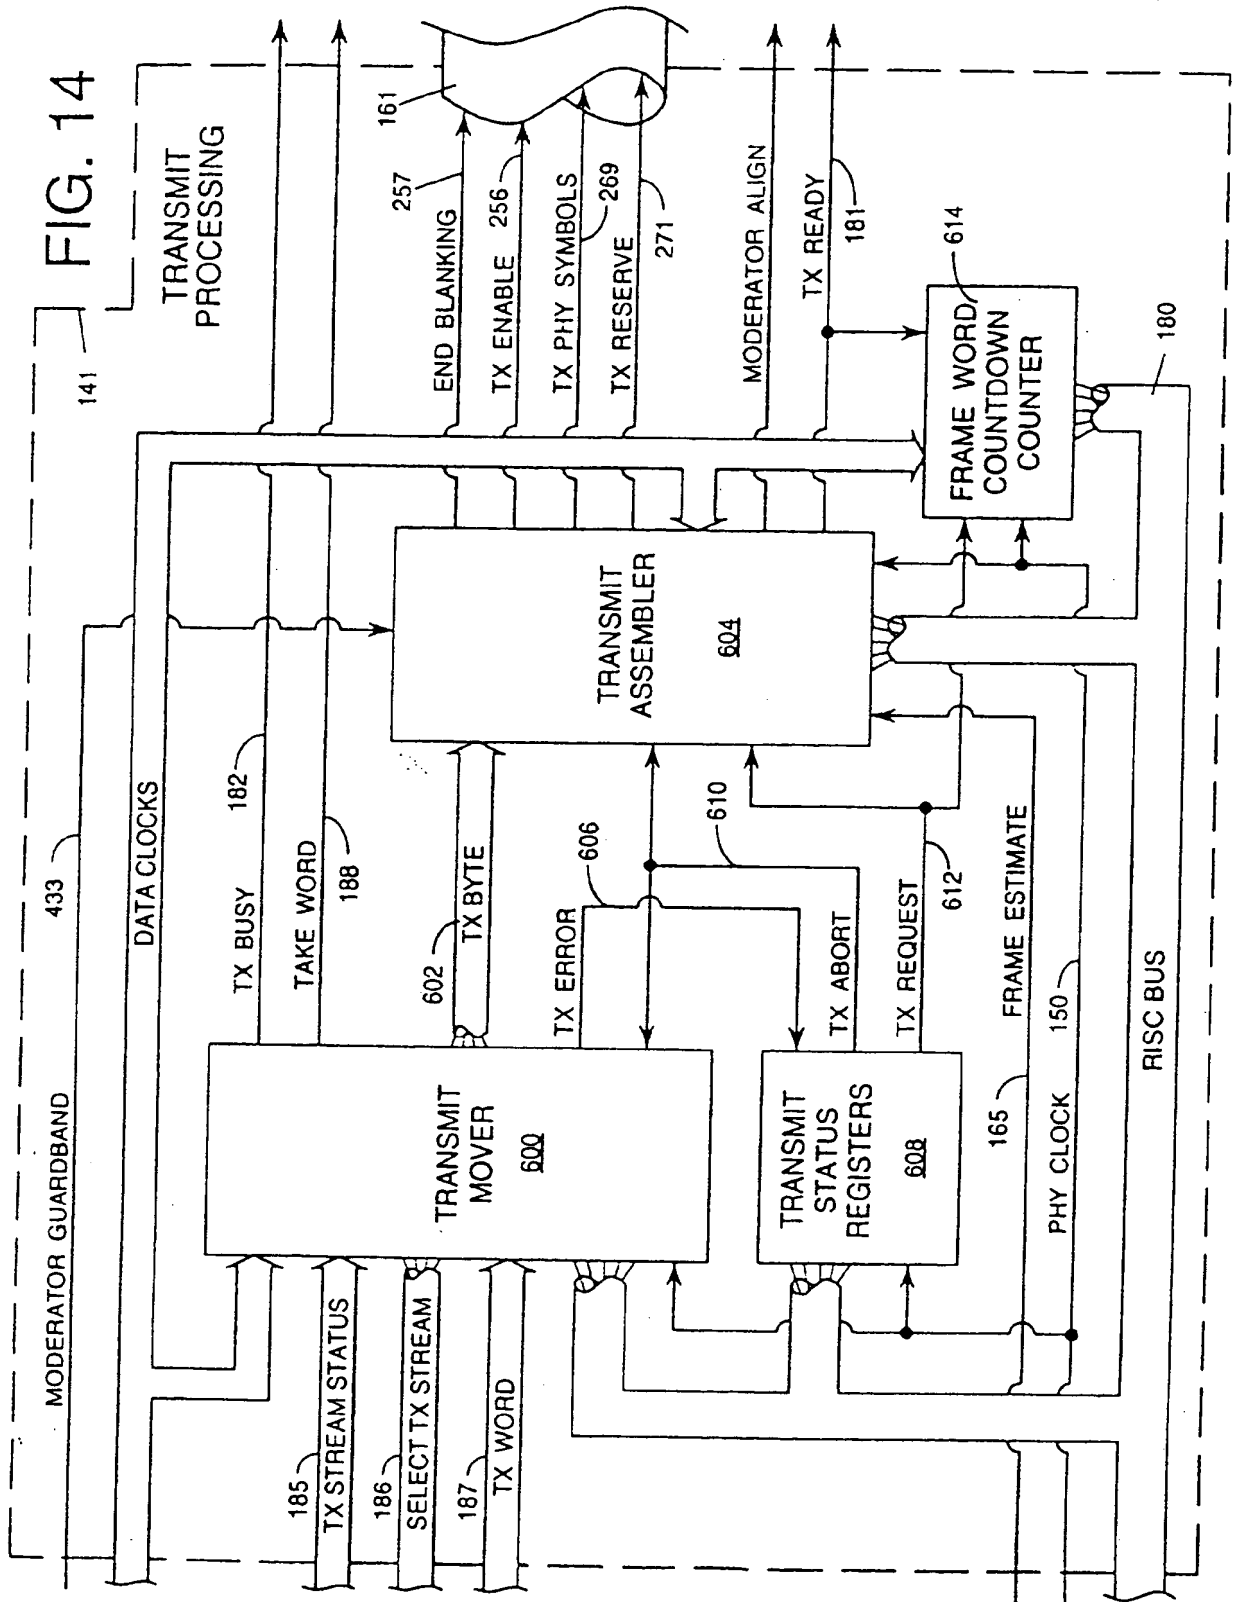 FIG. 14
TRANSMIT
PROCESSING
141
433
MODERATOR GUARDBAND
DATA CLOCKS
182
TX BUSY
TAKE WORD
188
161
257
END BLANKING
TX ENABLE 256
TX PHY SYMBOLS
269
TX RESERVE
271
MODERATOR ALIGN
TX READY
181
185
TX STREAM STATUS
186
SELECT TX STREAM
187
TX WORD
TRANSMIT
MOVER
600
602
TX BYTE
TX ERROR
606
610
TRANSMIT
ASSEMBLER
604
TRANSMIT
STATUS
REGISTERS
608
TX ABORT
TX REQUEST
612
FRAME WORD
COUNTDOWN
COUNTER
614
165
FRAME ESTIMATE
PHY CLOCK
150
RISC BUS
180